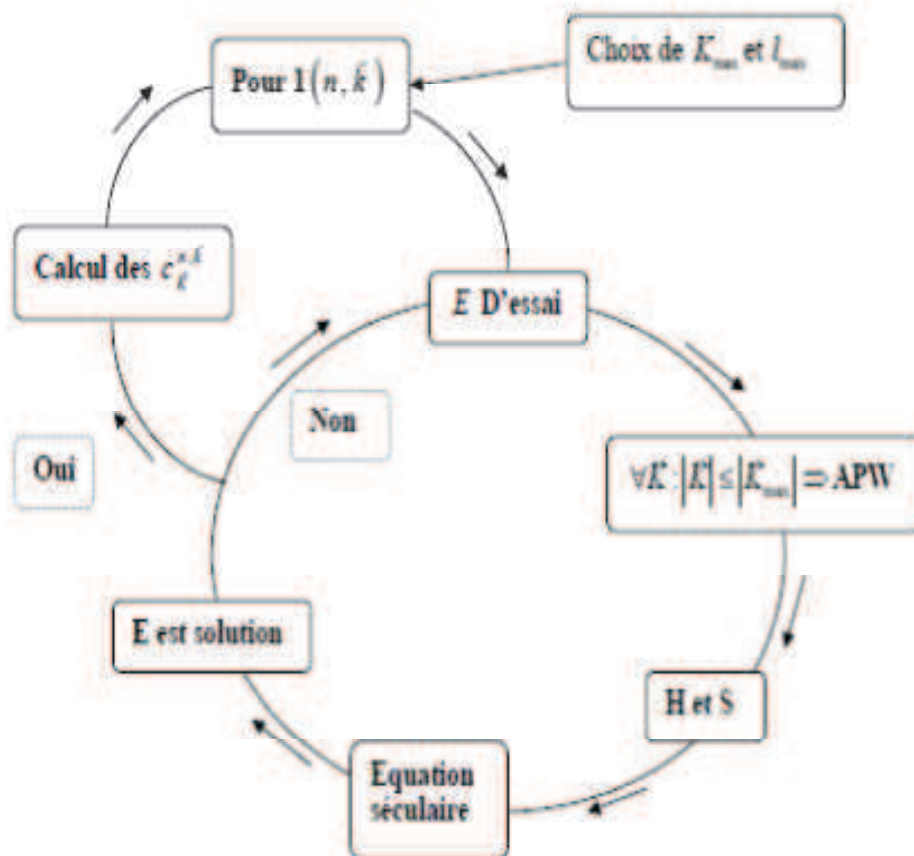 Choix de K_max et l_max
Pour 1(n, k⃗)
Calcul des c_K⃗^{n,k⃗}
E D'essai
Non
Oui
∀K⃗ : |K⃗| ≤ |K⃗_max| ⇒ APW
E est solution
H et S
Equation
séculaire